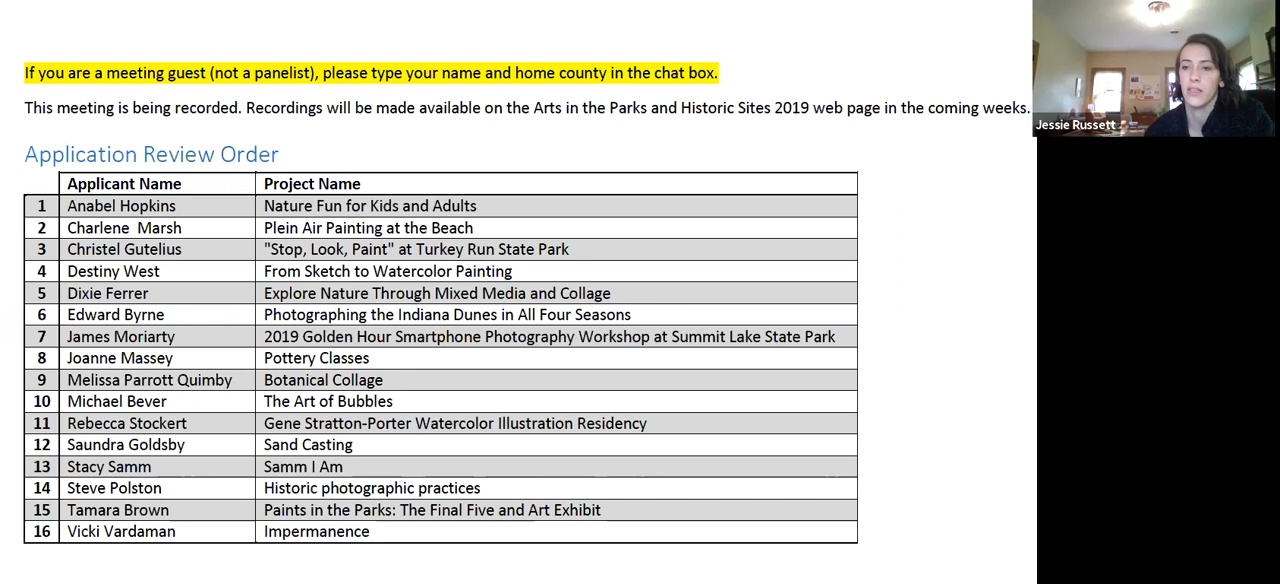 If you are a meeting guest (not a panelist), please type your name and home county in the chat box.
This meeting is being recorded. Recordings will be made available on the Arts in the Parks and Historic Sites 2019 web page in the coming weeks.
Jessie Russett
Application Review Order
Applicant Name Project Name
1 Anabel Hopkins Nature Fun for Kids and Adults
2 Charlene Marsh Plein Air Painting at the Beach
3 Christel Gutelius "Stop, Look, Paint" at Turkey Run State Park
4 Destiny West From Sketch to Watercolor Painting
5 Dixie Ferrer Explore Nature Through Mixed Media and Collage
6 Edward Byrne Photographing the Indiana Dunes in All Four Seasons
7 James Moriarty 2019 Golden Hour Smartphone Photography Workshop at Summit Lake State Park
8 Joanne Massey Pottery Classes
9 Melissa Parrott Quimby Botanical Collage
10 Michael Bever The Art of Bubbles
11 Rebecca Stockert Gene Stratton-Porter Watercolor Illustration Residency
12 Saundra Goldsby Sand Casting
13 Stacy Samm Samm I Am
14 Steve Polston Historic photographic practices
15 Tamara Brown Paints in the Parks: The Final Five and Art Exhibit
16 Vicki Vardaman Impermanence